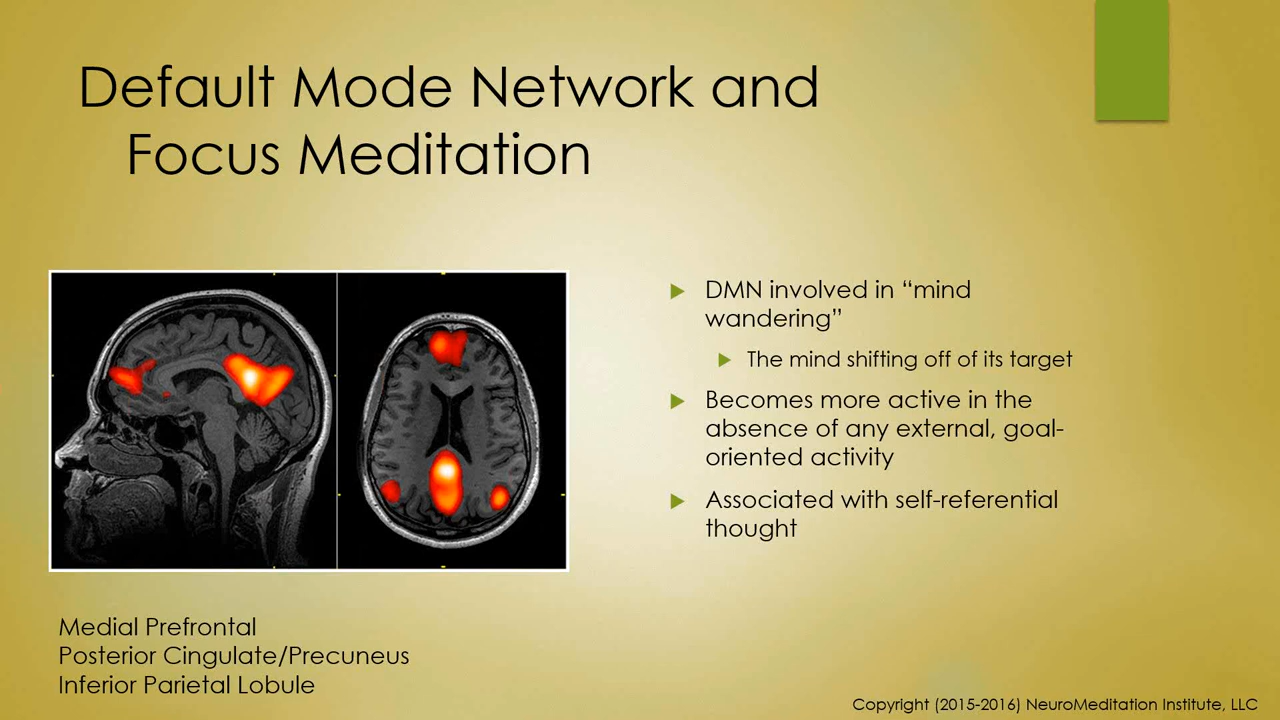 Default Mode Network and
Focus Meditation
DMN involved in “mind
wandering”
The mind shifting off of its target
Becomes more active in the
absence of any external, goal-
oriented activity
Associated with self-referential
thought
Medial Prefrontal
Posterior Cingulate/Precuneus
Inferior Parietal Lobule
Copyright (2015-2016) NeuroMeditation Institute, LLC